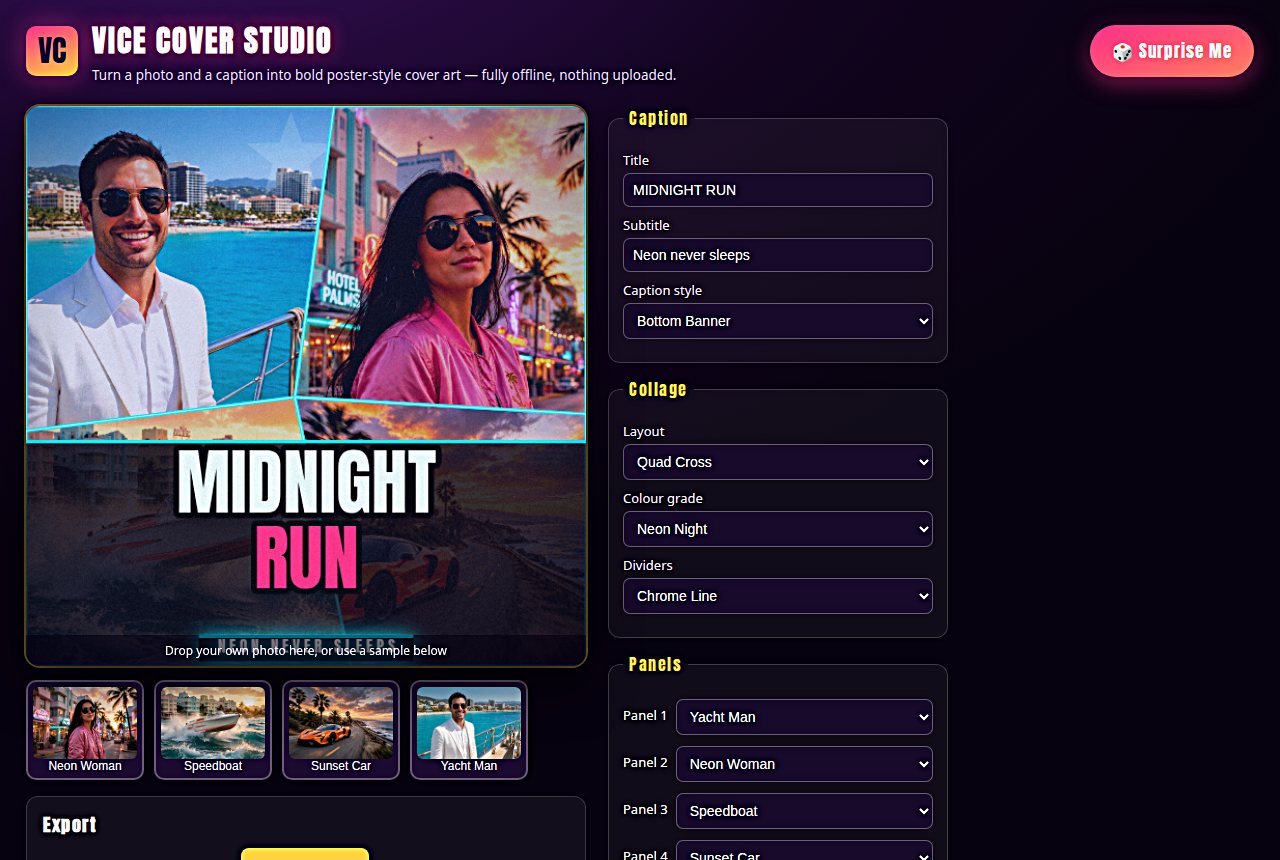 VC
VICE COVER STUDIO
Turn a photo and a caption into bold poster-style cover art — fully offline, nothing uploaded.
🎲 Surprise Me
HOTEL
PALMS
MIDNIGHT
RUN
NEON NEVER SLEEPS
Drop your own photo here, or use a sample below
Neon Woman
Speedboat
Sunset Car
Yacht Man
Export
Caption
Title
MIDNIGHT RUN
Subtitle
Neon never sleeps
Caption style
Bottom Banner
Collage
Layout
Quad Cross
Colour grade
Neon Night
Dividers
Chrome Line
Panels
Panel 1 Yacht Man
Panel 2 Neon Woman
Panel 3 Speedboat
Panel 4 Sunset Car